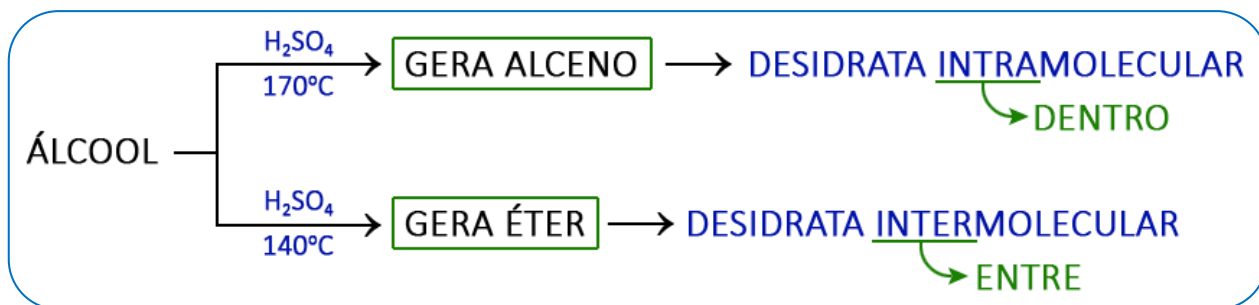 H₂SO₄
170ºC
GERA ALCENO
DESIDRATA INTRAMOLECULAR
DENTRO
ÁLCOOL
H₂SO₄
140ºC
GERA ÉTER
DESIDRATA INTERMOLECULAR
ENTRE